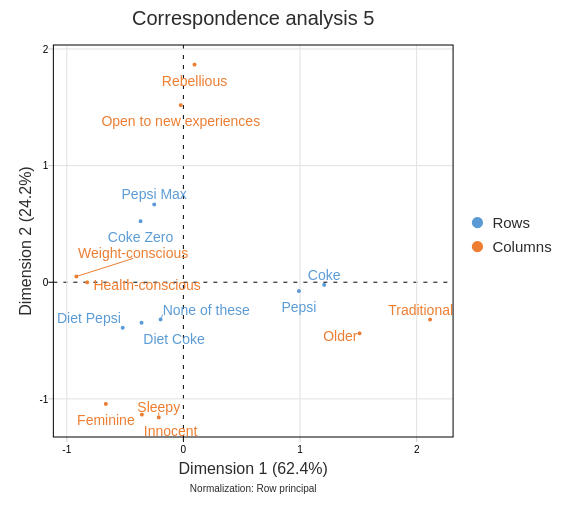 Correspondence analysis 5
2
Rebellious
Open to new experiences
1
Pepsi Max
Coke Zero
Weight-conscious
Coke
0
Health-conscious
Pepsi
Traditional
None of these
Diet Pepsi
Older
Diet Coke
-1
Sleepy
Feminine
Innocent
-1 0 1 2
Dimension 1 (62.4%)
Normalization: Row principal
Dimension 2 (24.2%)
Rows
Columns